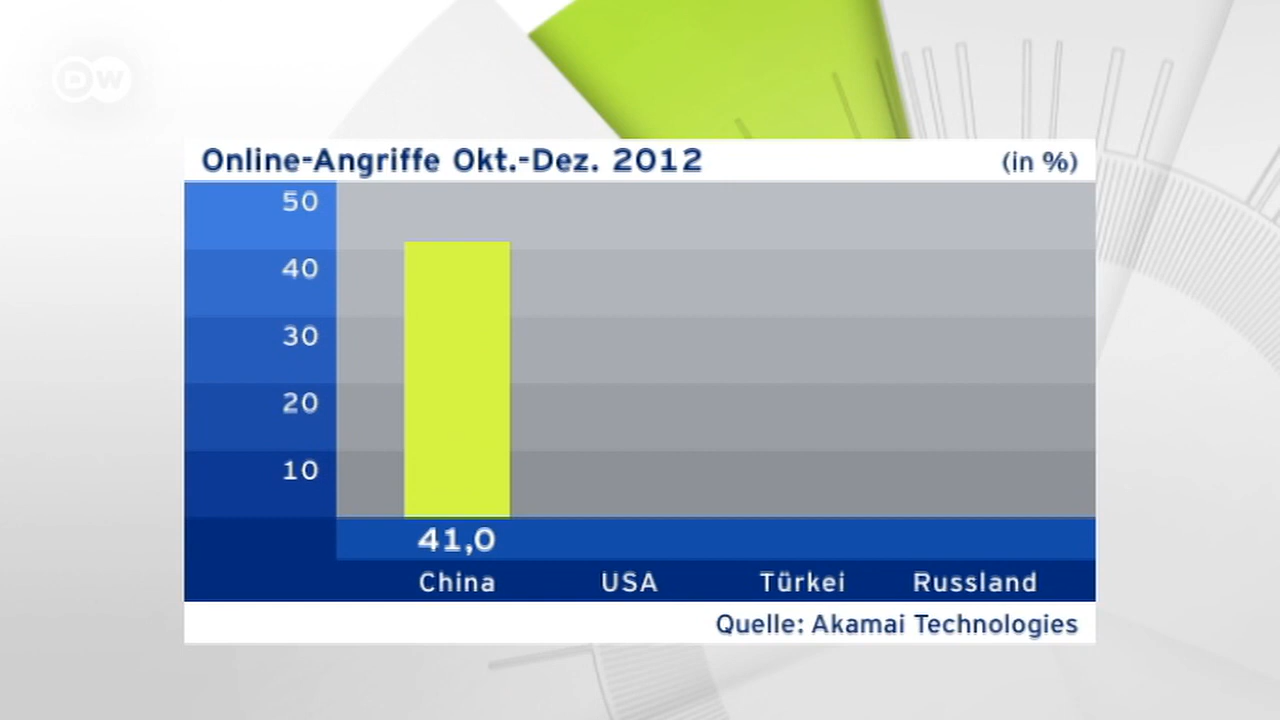 DW
Online-Angriffe Okt.-Dez. 2012 (in %)
50
40
30
20
10
41,0
China USA Türkei Russland
Quelle: Akamai Technologies